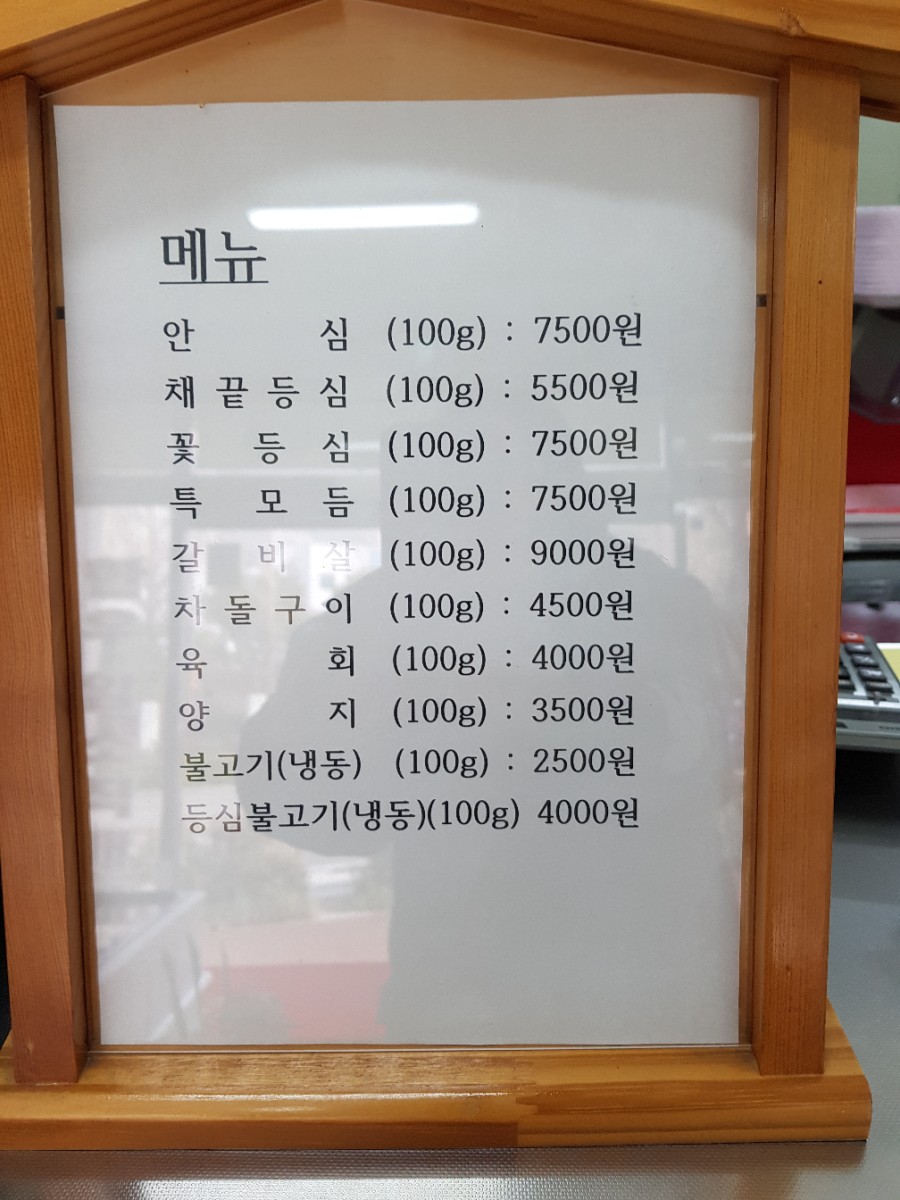 메뉴
안 심 (100g) : 7500원
채 끝 등 심 (100g) : 5500원
꽃 등 심 (100g) : 7500원
특 모 듬 (100g) : 7500원
갈 비 살 (100g) : 9000원
차 돌 구 이 (100g) : 4500원
육 회 (100g) : 4000원
양 지 (100g) : 3500원
불고기(냉동) (100g) : 2500원
등심불고기(냉동)(100g) 4000원